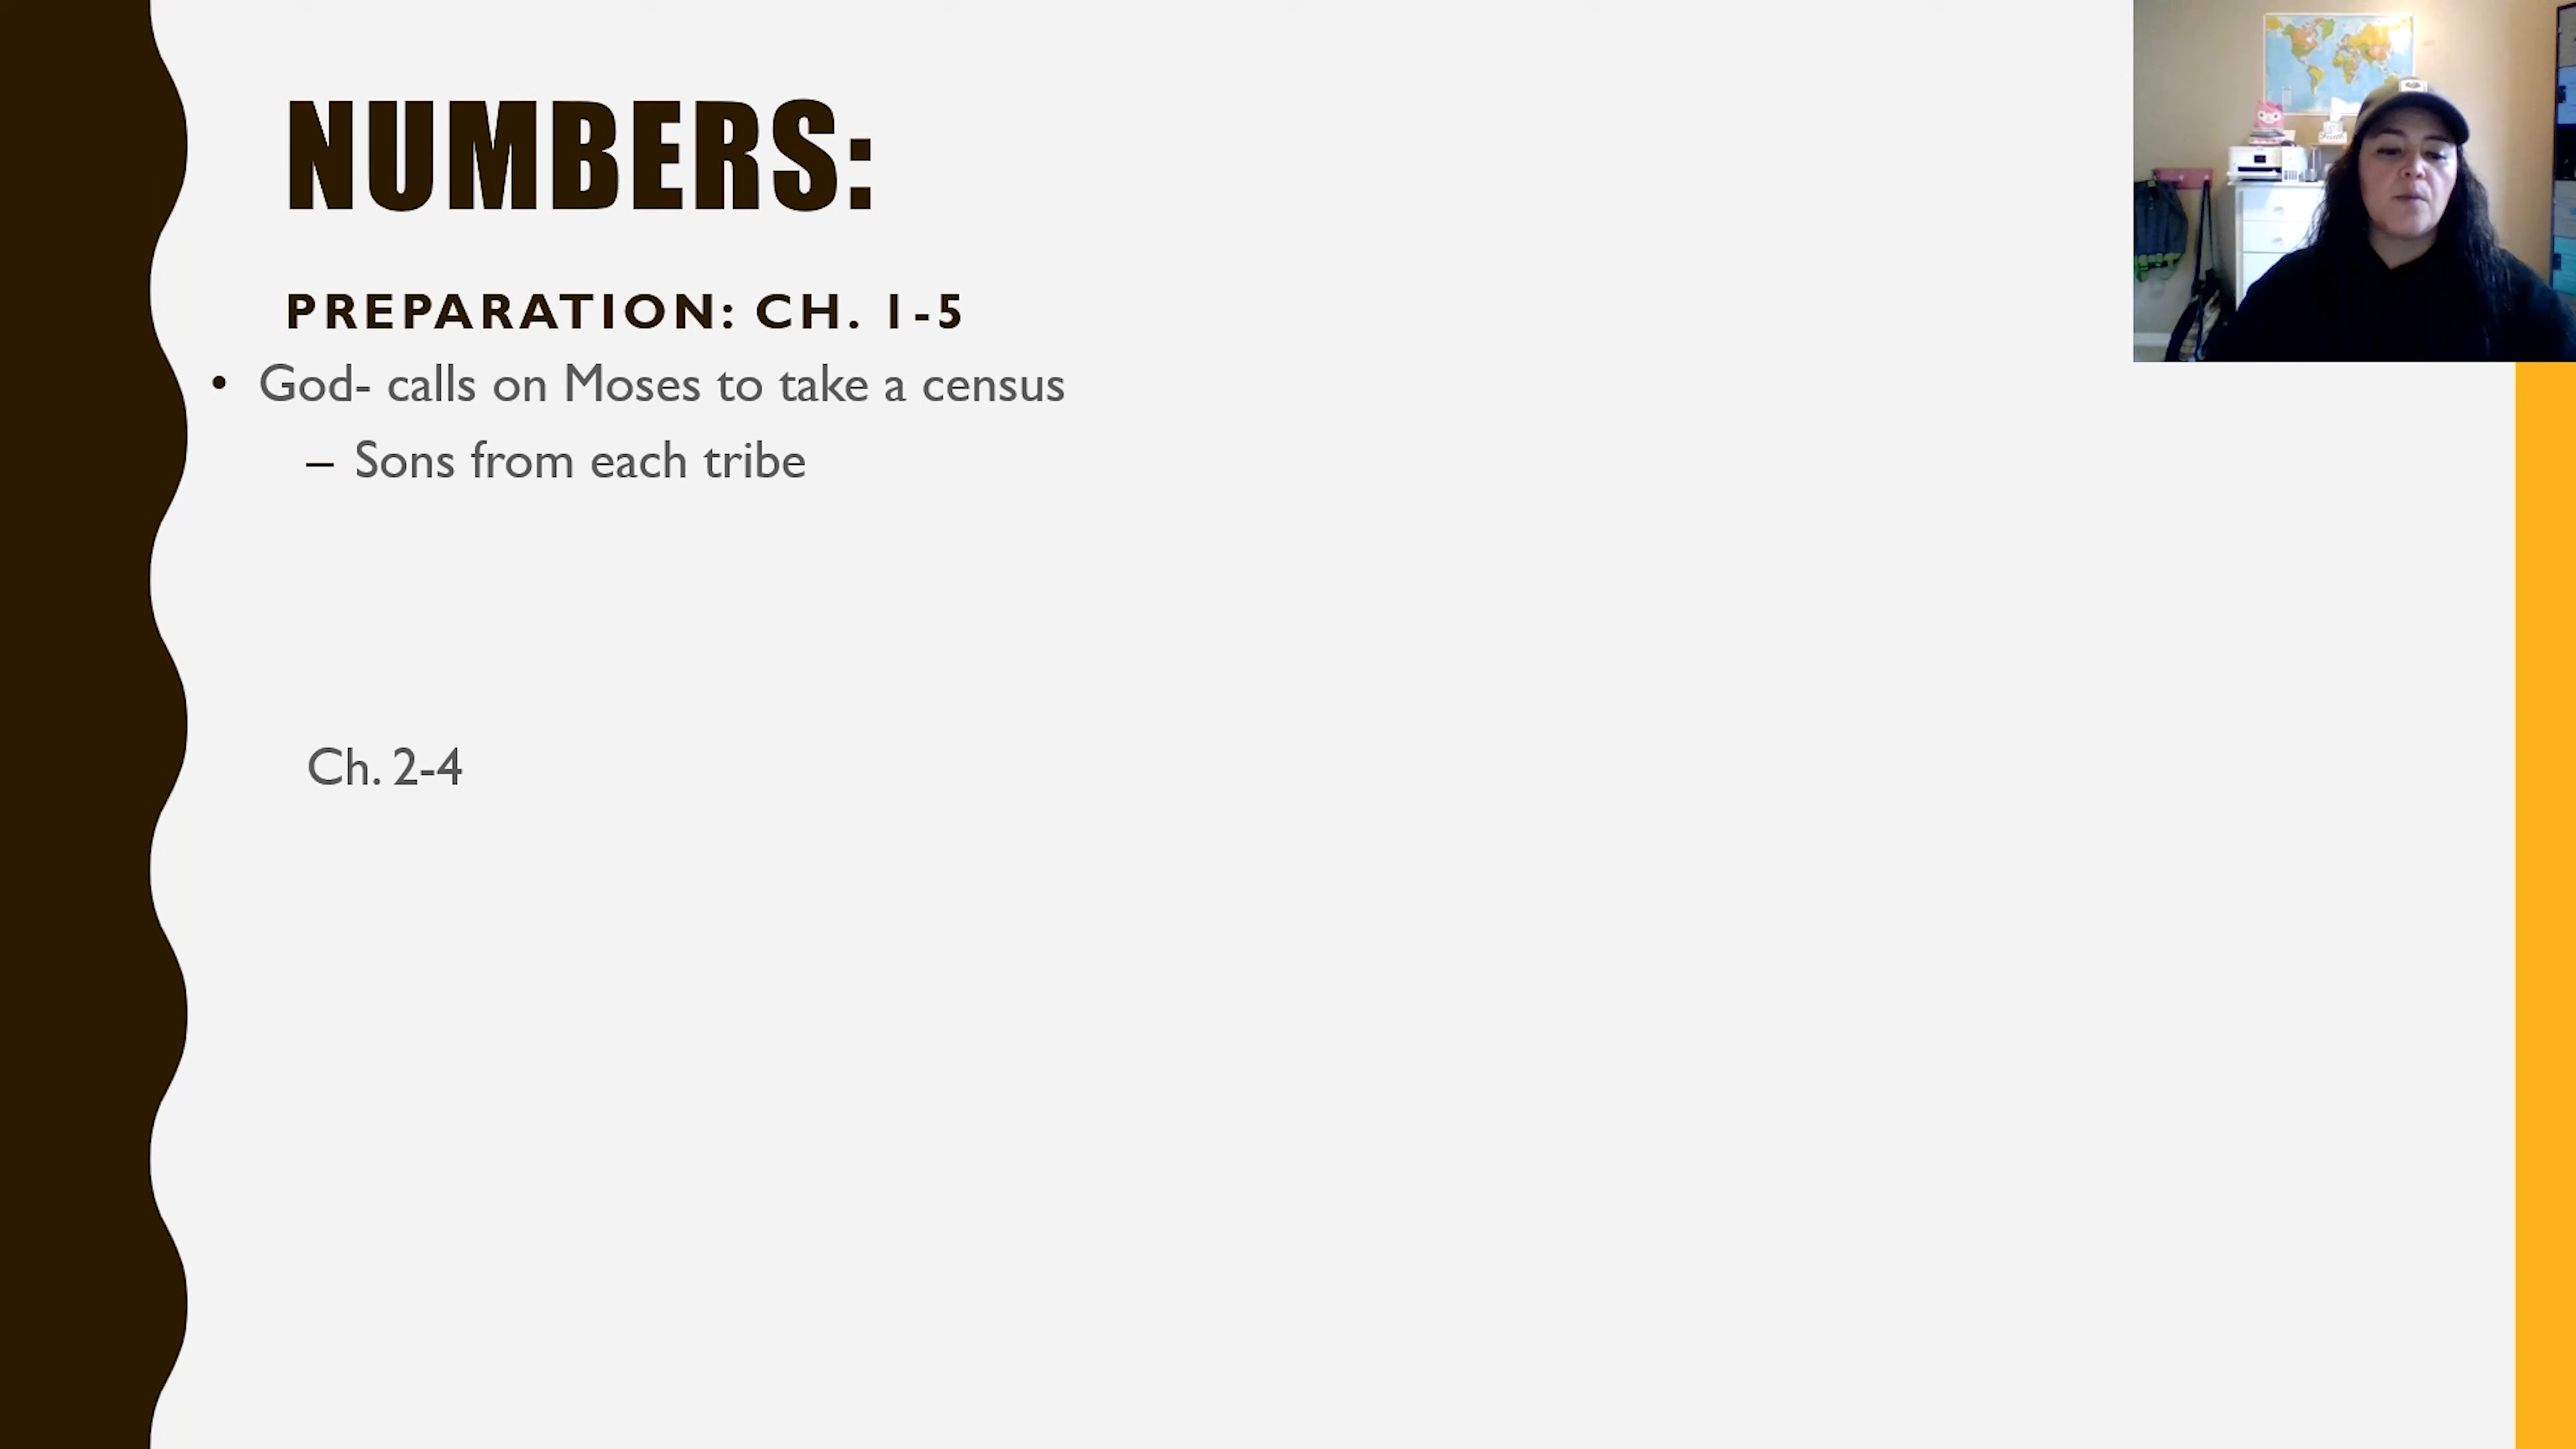 NUMBERS:
PREPARATION: CH. 1-5
• God- calls on Moses to take a census
– Sons from each tribe
Ch. 2-4